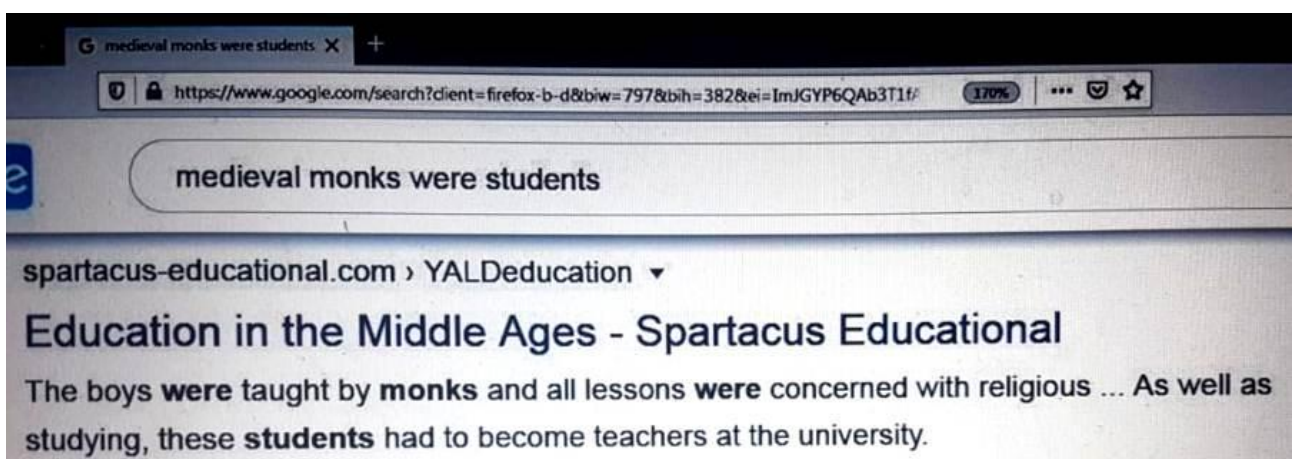 G medieval monks were students X +
https://www.google.com/search?client=firefox-b-d&biw=797&bih=382&ei=ImJGYP6QAb3T1f 170% ...
e medieval monks were students
spartacus-educational.com › YALDeducation ▾
Education in the Middle Ages - Spartacus Educational
The boys were taught by monks and all lessons were concerned with religious ... As well as
studying, these students had to become teachers at the university.